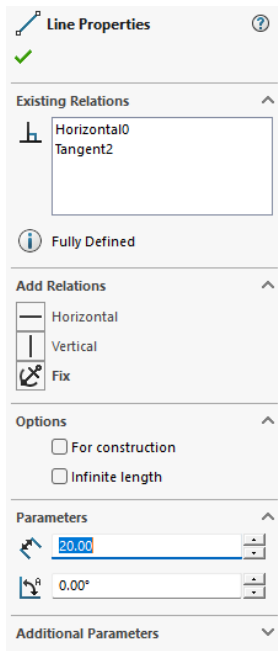 Line Properties
Existing Relations
Horizontal0
Tangent2
Fully Defined
Add Relations
Horizontal
Vertical
Fix
Options
For construction
Infinite length
Parameters
20.00
0.00°
Additional Parameters